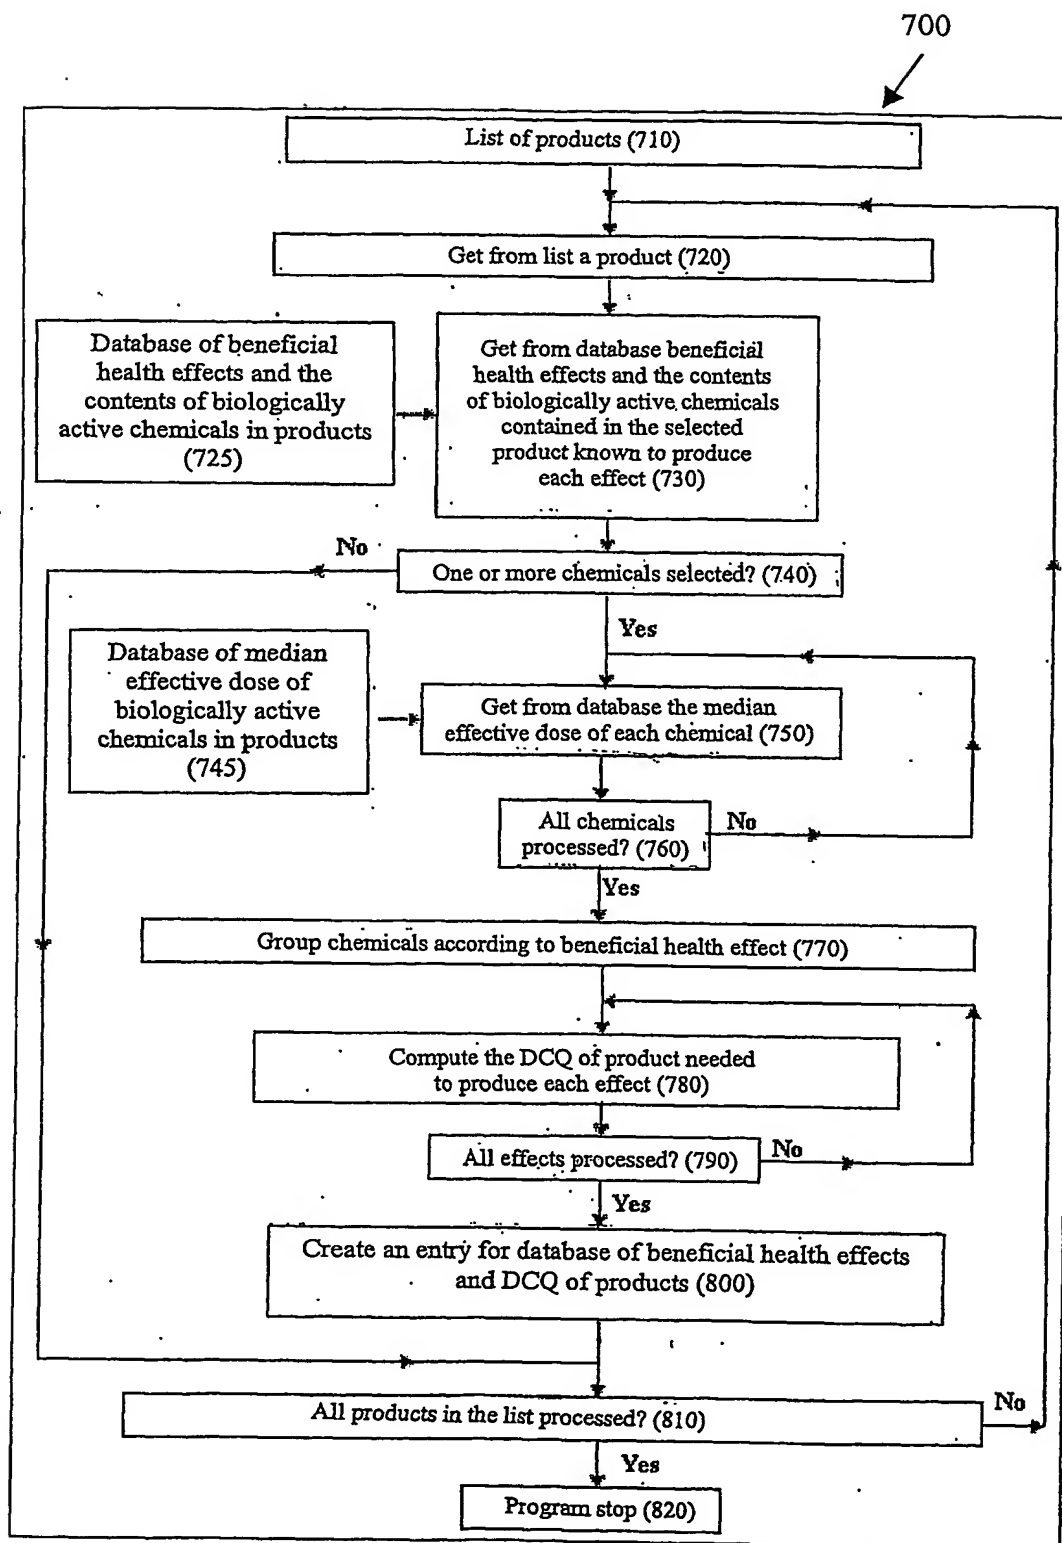 700
List of products (710)
Get from list a product (720)
Database of beneficial
health effects and the
contents of biologically
active chemicals in products
(725)
Get from database beneficial
health effects and the contents
of biologically active chemicals
contained in the selected
product known to produce
each effect (730)
No
One or more chemicals selected? (740)
Yes
Database of median
effective dose of
biologically active
chemicals in products
(745)
Get from database the median
effective dose of each chemical (750)
All chemicals
processed? (760)
No
Yes
Group chemicals according to beneficial health effect (770)
Compute the DCQ of product needed
to produce each effect (780)
All effects processed? (790)
No
Yes
Create an entry for database of beneficial health effects
and DCQ of products (800)
All products in the list processed? (810)
No
Yes
Program stop (820)